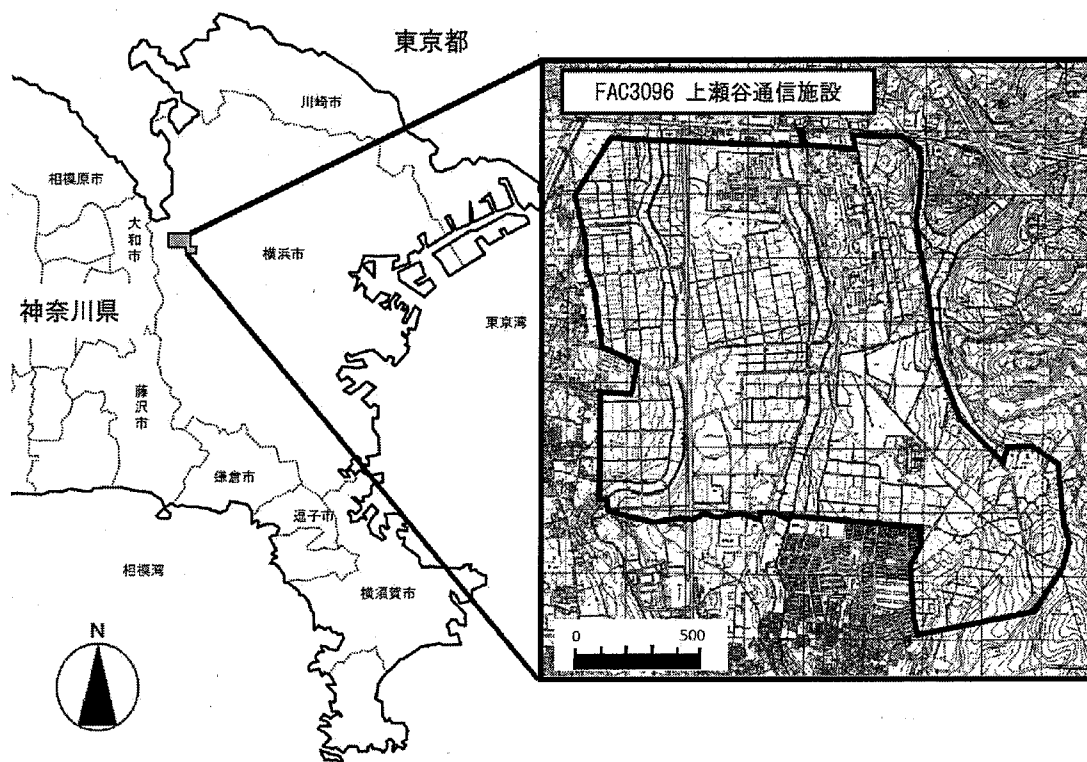 東京都
FAC3096 上瀬谷通信施設
川崎市
相模原市
大和市
横浜市
神奈川県
東京湾
藤沢市
鎌倉市
逗子市
相模湾
横須賀市
N
0 500